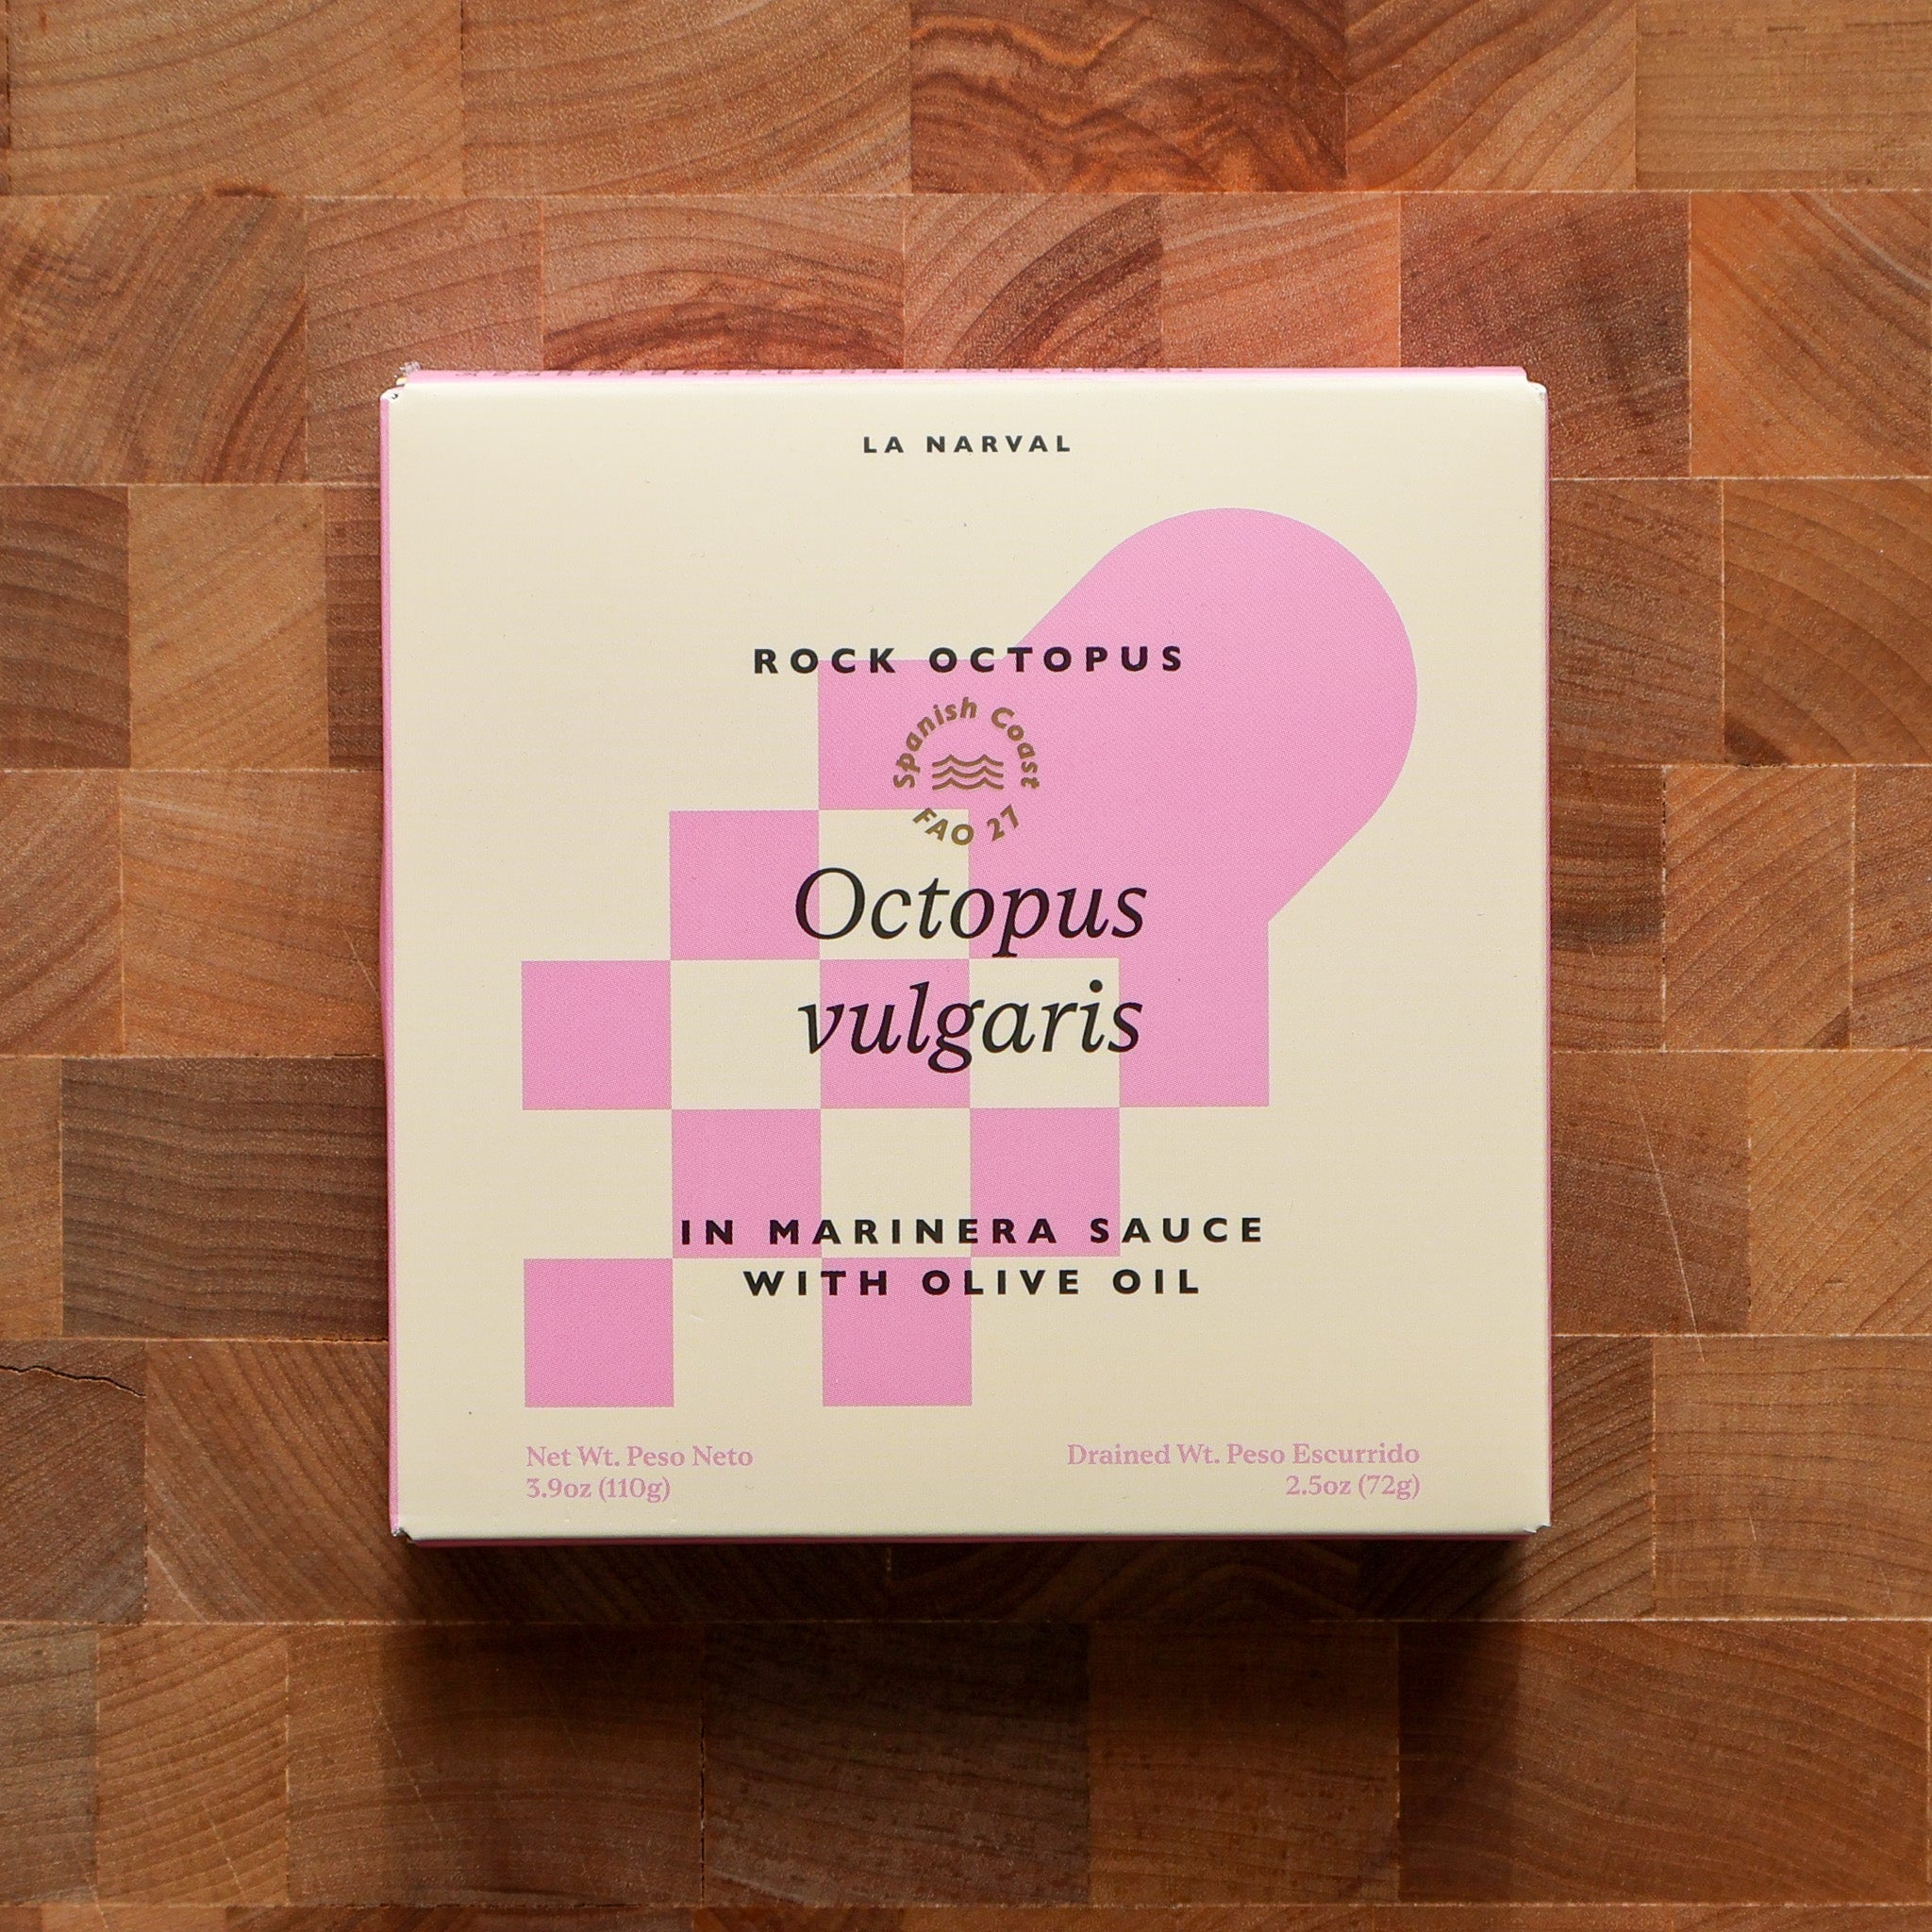 LA NARVAL
ROCK OCTOPUS
Spanish Coast
FAO 27
Octopus
vulgaris
IN MARINERA SAUCE
WITH OLIVE OIL
Net Wt. Peso Neto
3.9oz (110g)
Drained Wt. Peso Escurrido
2.5oz (72g)